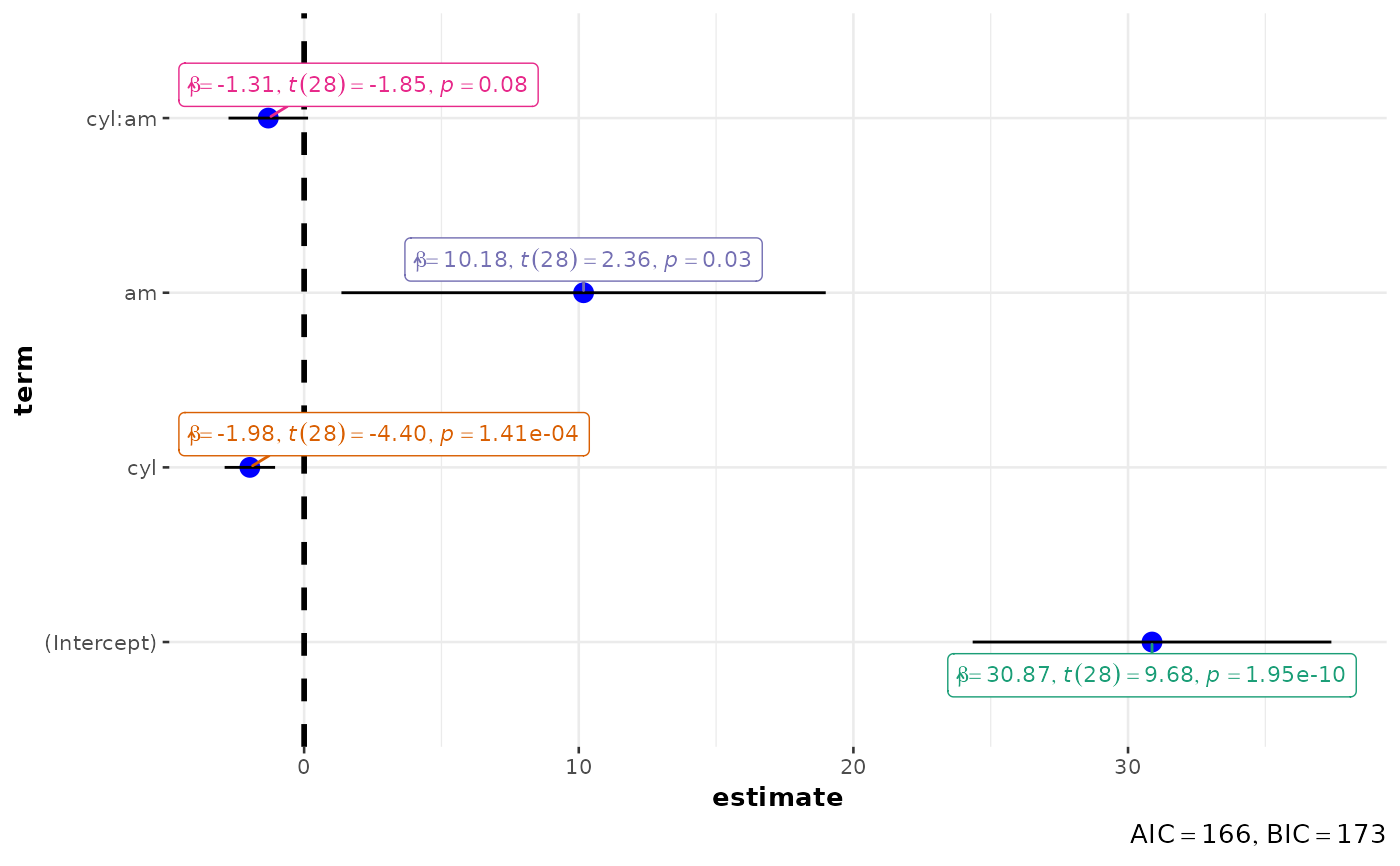 β̂ = -1.31, t(28) = -1.85, p = 0.08
cyl:am
β̂ = 10.18, t(28) = 2.36, p = 0.03
am
term
β̂ = -1.98, t(28) = -4.40, p = 1.41e-04
cyl
(Intercept)
β̂ = 30.87, t(28) = 9.68, p = 1.95e-10
0 10 20 30
estimate
AIC = 166, BIC = 173